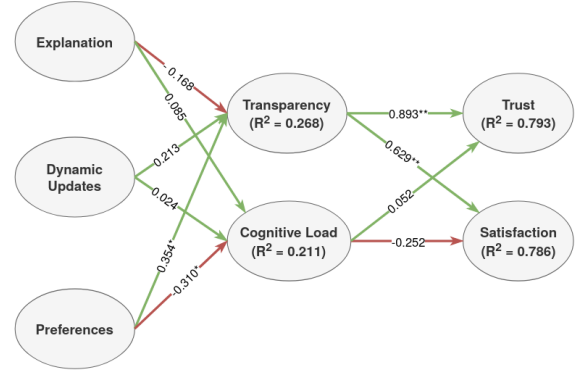 Explanation
- 0.168
0.085
Transparency
(R² = 0.268)
0.893**
Trust
(R² = 0.793)
Dynamic
Updates
0.213
0.024
0.629**
0.052
Cognitive Load
(R² = 0.211)
-0.252
Satisfaction
(R² = 0.786)
0.354*
-0.310*
Preferences